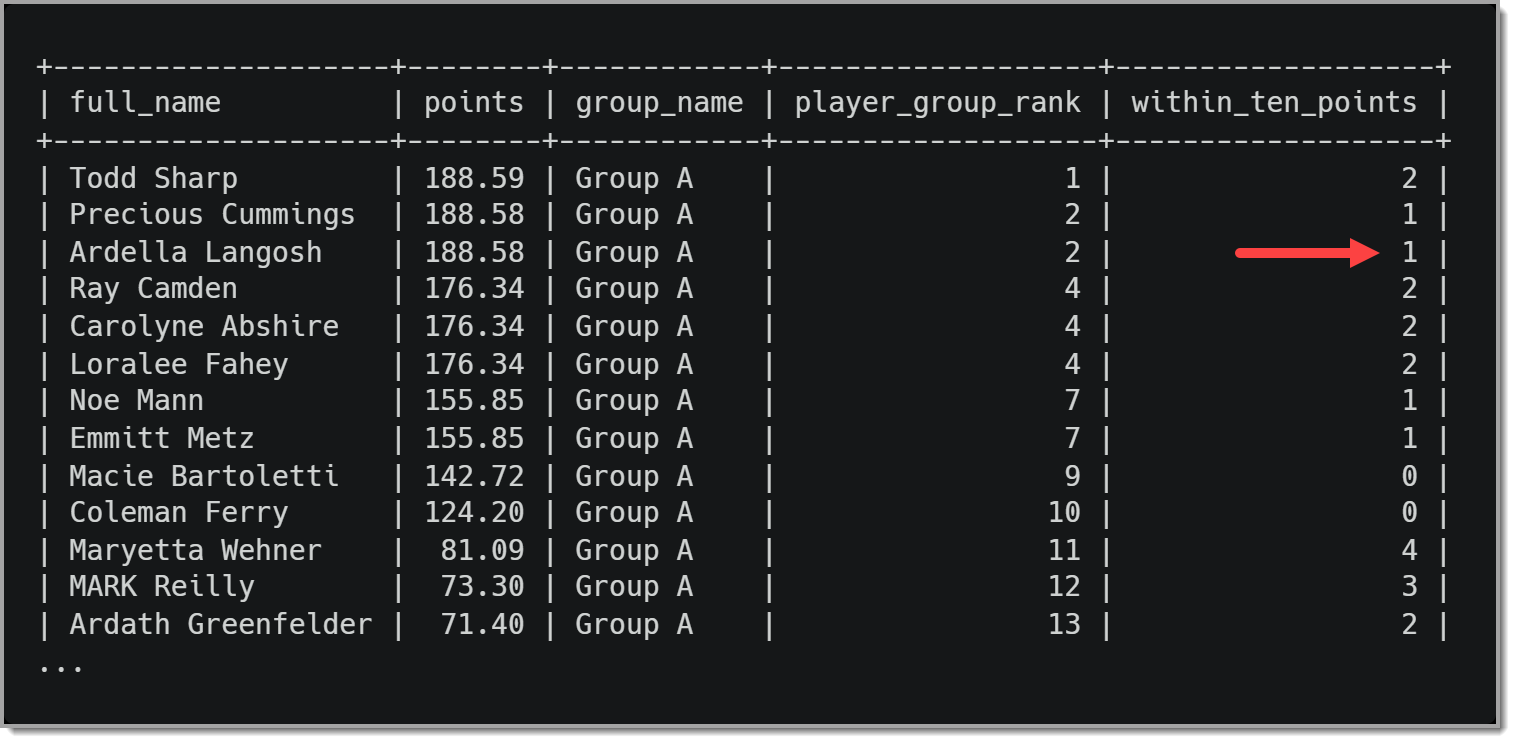 +--------------------+--------+------------+-------------------+-------------------+
| full_name          | points | group_name | player_group_rank | within_ten_points |
+--------------------+--------+------------+-------------------+-------------------+
| Todd Sharp         | 188.59 | Group A    |                 1 |                 2 |
| Precious Cummings  | 188.58 | Group A    |                 2 |                 1 |
| Ardella Langosh    | 188.58 | Group A    |                 2 |                 1 |
| Ray Camden         | 176.34 | Group A    |                 4 |                 2 |
| Carolyne Abshire   | 176.34 | Group A    |                 4 |                 2 |
| Loralee Fahey      | 176.34 | Group A    |                 4 |                 2 |
| Noe Mann           | 155.85 | Group A    |                 7 |                 1 |
| Emmitt Metz        | 155.85 | Group A    |                 7 |                 1 |
| Macie Bartoletti   | 142.72 | Group A    |                 9 |                 0 |
| Coleman Ferry      | 124.20 | Group A    |                10 |                 0 |
| Maryetta Wehner    |  81.09 | Group A    |                11 |                 4 |
| MARK Reilly        |  73.30 | Group A    |                12 |                 3 |
| Ardath Greenfelder |  71.40 | Group A    |                13 |                 2 |
...